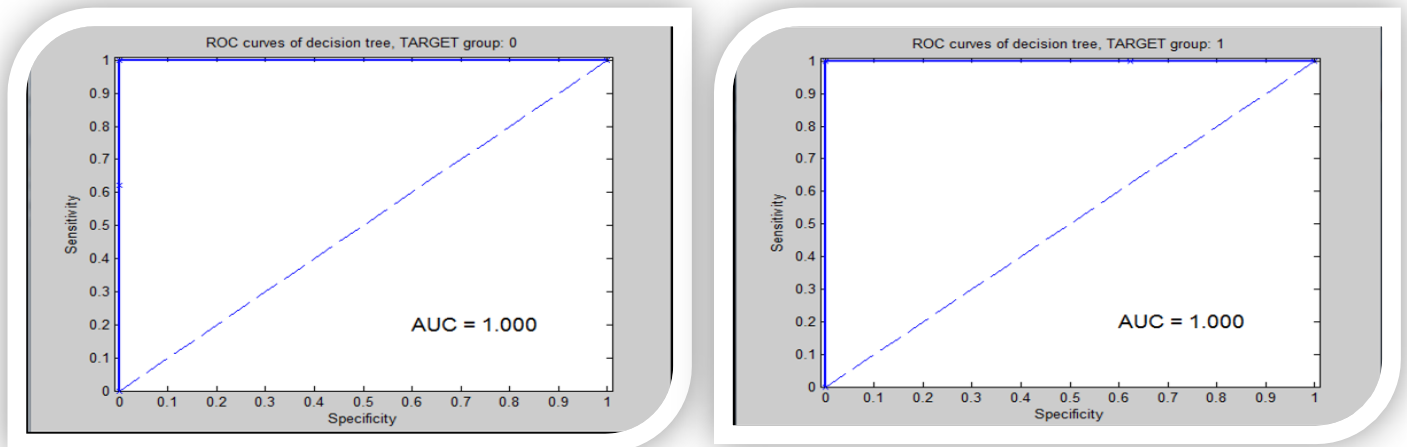 ROC curves of decision tree, TARGET group: 0
1
0.9
0.8
0.7
0.6
0.5
0.4
0.3
0.2
0.1
0
Sensitivity
AUC = 1.000
0 0.1 0.2 0.3 0.4 0.5 0.6 0.7 0.8 0.9 1
Specificity
ROC curves of decision tree, TARGET group: 1
1
0.9
0.8
0.7
0.6
0.5
0.4
0.3
0.2
0.1
0
Sensitivity
AUC = 1.000
0 0.1 0.2 0.3 0.4 0.5 0.6 0.7 0.8 0.9 1
Specificity